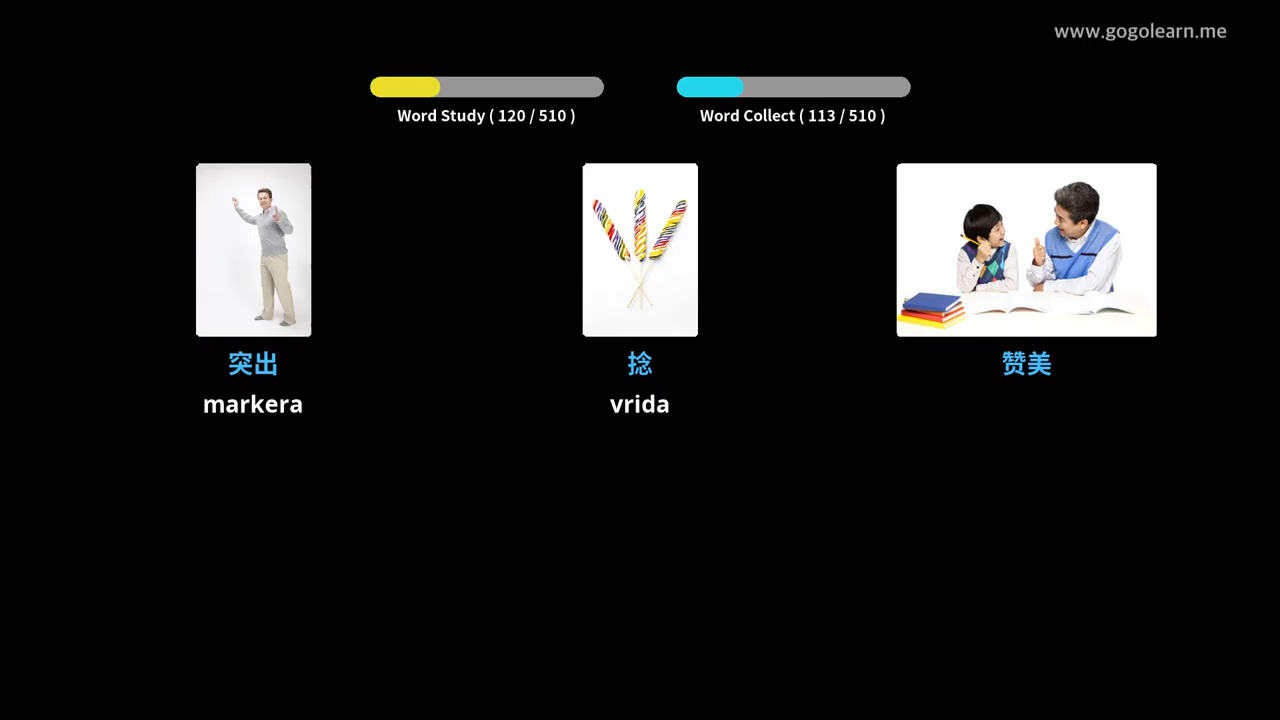 www.gogolearn.me
Word Study ( 120 / 510 )
Word Collect ( 113 / 510 )
突出
markera
捻
vrida
赞美